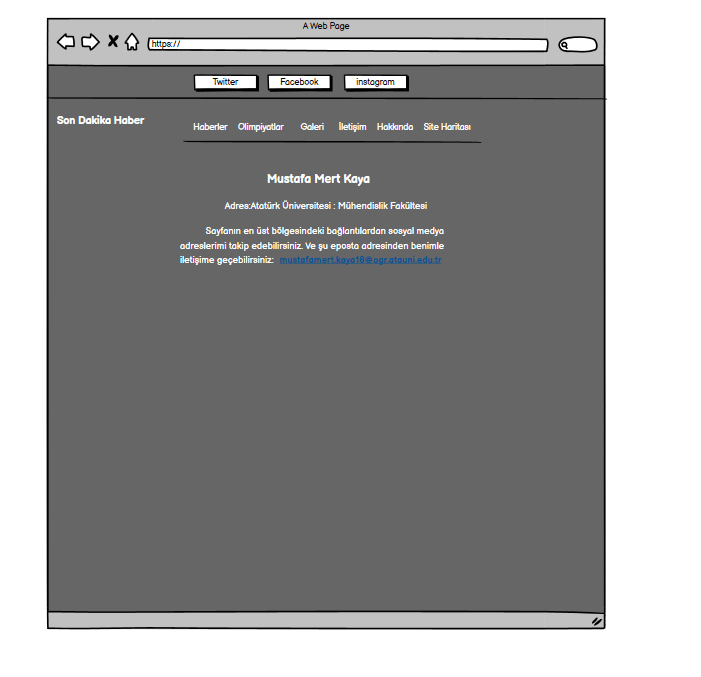 A Web Page
https://
Twitter Facebook instagram
Son Dakika Haber
Haberler Olimpiyatlar Galeri İletişim Hakkında Site Haritası
Mustafa Mert Kaya
Adres:Atatürk Üniversitesi : Mühendislik Fakültesi
Sayfanın en üst bölgesindeki bağlantılardan sosyal medya
adreslerimi takip edebilirsiniz. Ve şu eposta adresinden benimle
iletişime geçebilirsiniz: mustafamert.kaya18@ogr.atauni.edu.tr